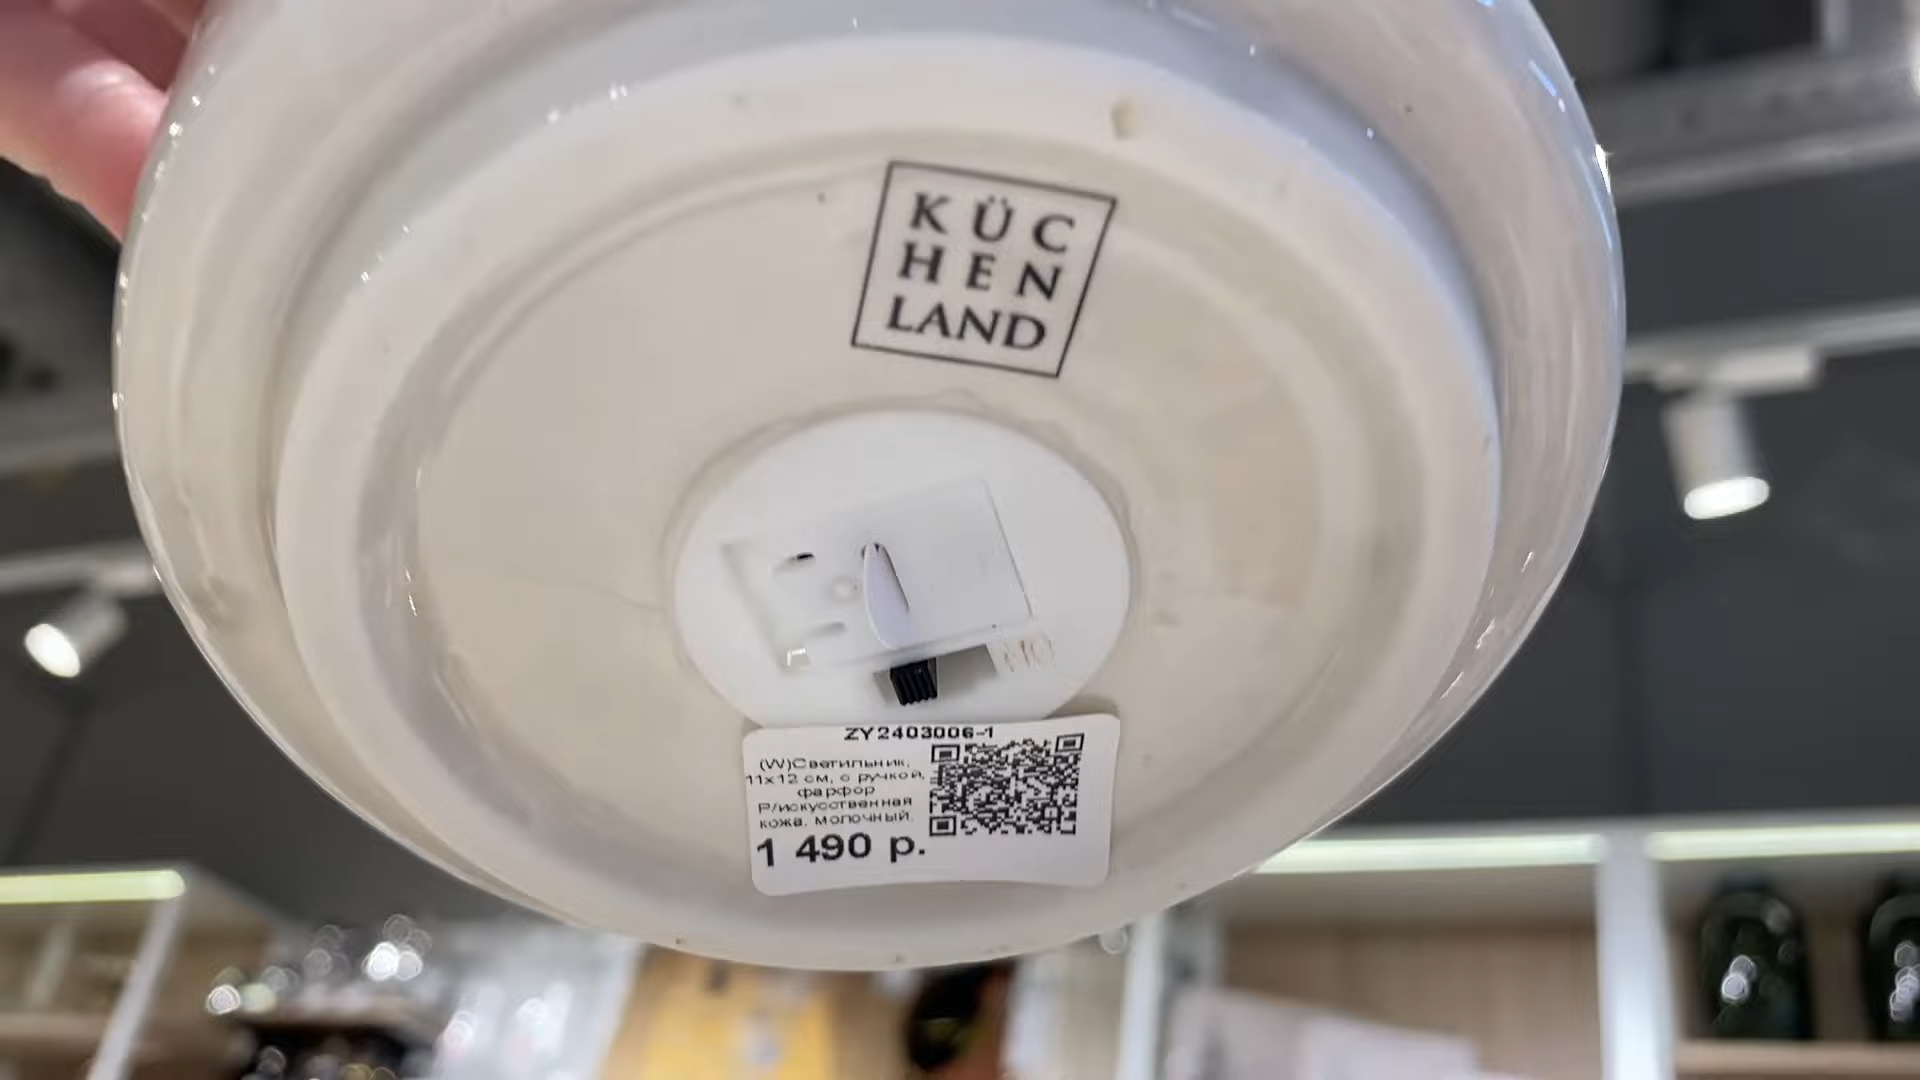 KÜC
HEN
LAND
ZY2403006-1
(W)Светильник,
11x12 см, с ручкой,
фарфор
Р/искусственная
кожа, молочный,
1 490 р.